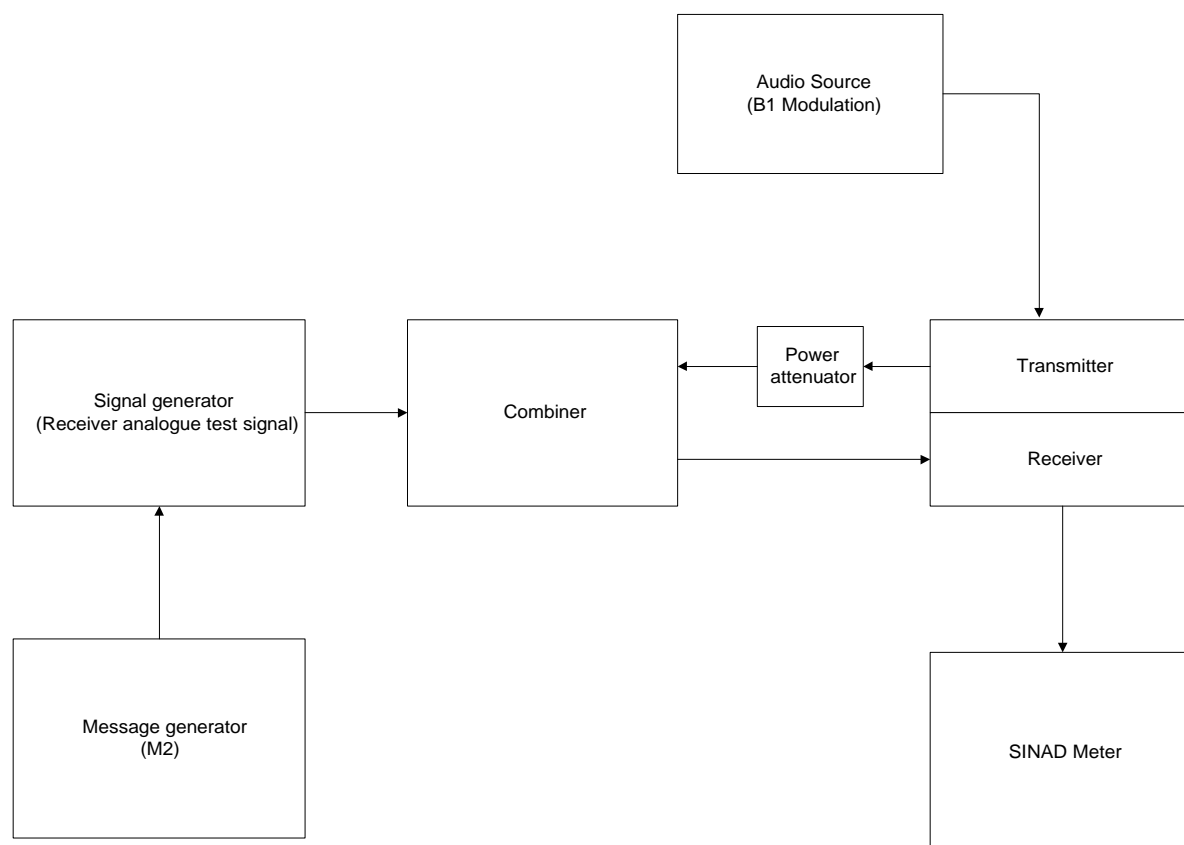 Audio Source
(B1 Modulation)
Power
attenuator
Transmitter
Signal generator
(Receiver analogue test signal)
Combiner
Receiver
Message generator
(M2)
SINAD Meter